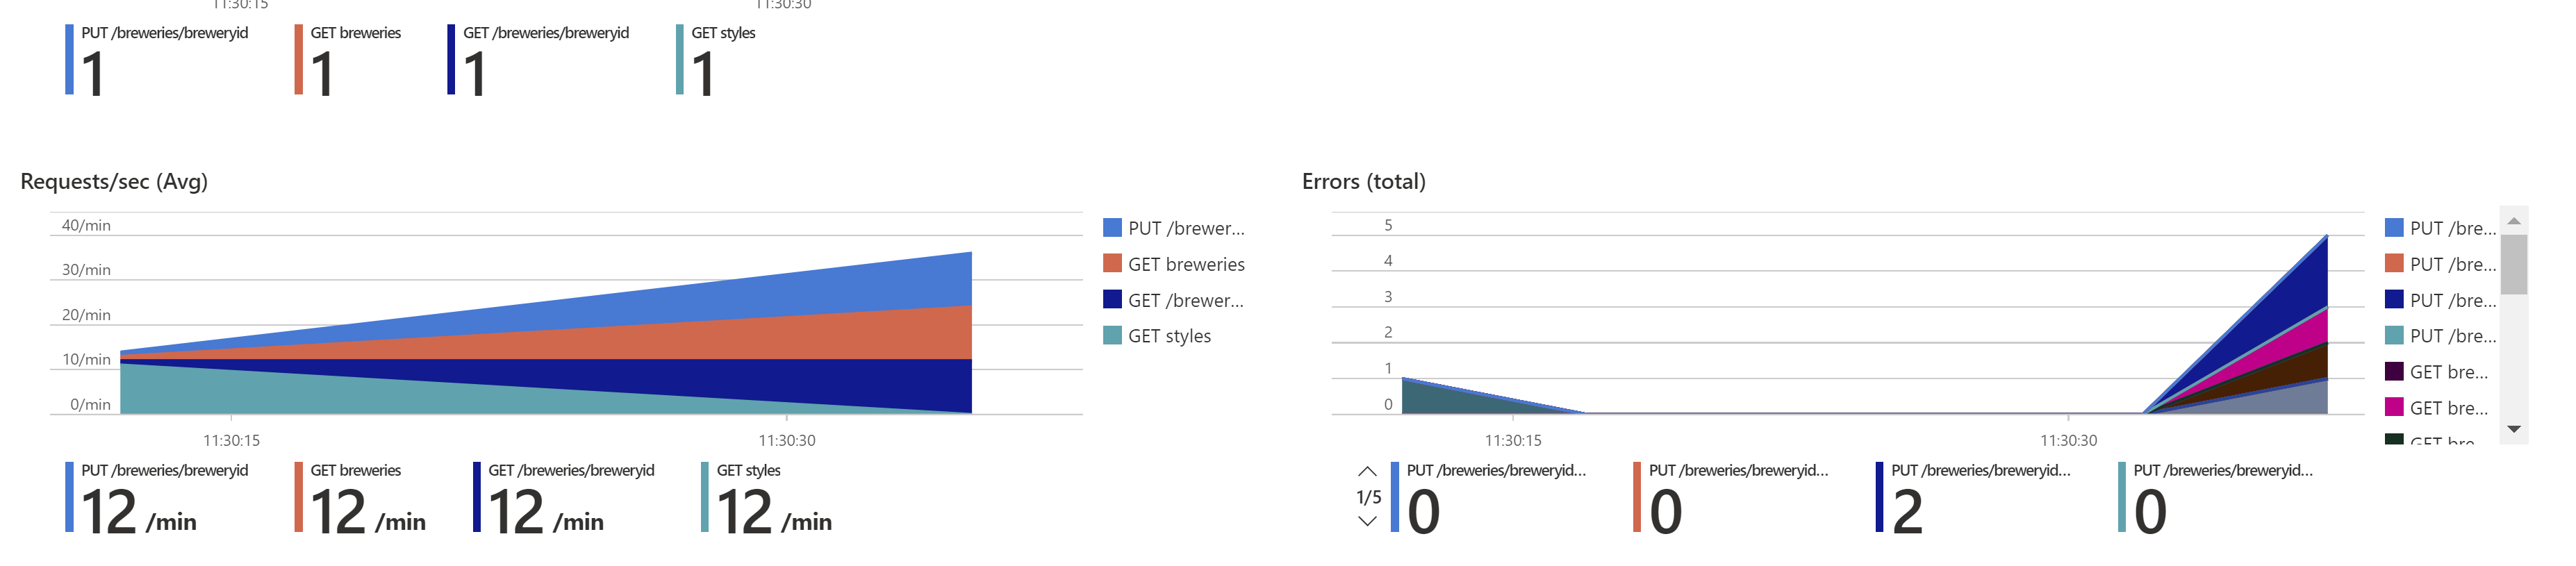 11:30:15 11:30:30
PUT /breweries/breweryid GET breweries GET /breweries/breweryid GET styles
1 1 1 1
Requests/sec (Avg)
40/min
30/min
20/min
10/min
0/min
11:30:15 11:30:30
PUT /brewer...
GET breweries
GET /brewer...
GET styles
PUT /breweries/breweryid GET breweries GET /breweries/breweryid GET styles
12 /min 12 /min 12 /min 12 /min
Errors (total)
5
4
3
2
1
0
11:30:15 11:30:30
PUT /bre...
PUT /bre...
PUT /bre...
PUT /bre...
GET bre...
GET bre...
GET bre
1/5
PUT /breweries/breweryid... PUT /breweries/breweryid... PUT /breweries/breweryid... PUT /breweries/breweryid...
0 0 2 0